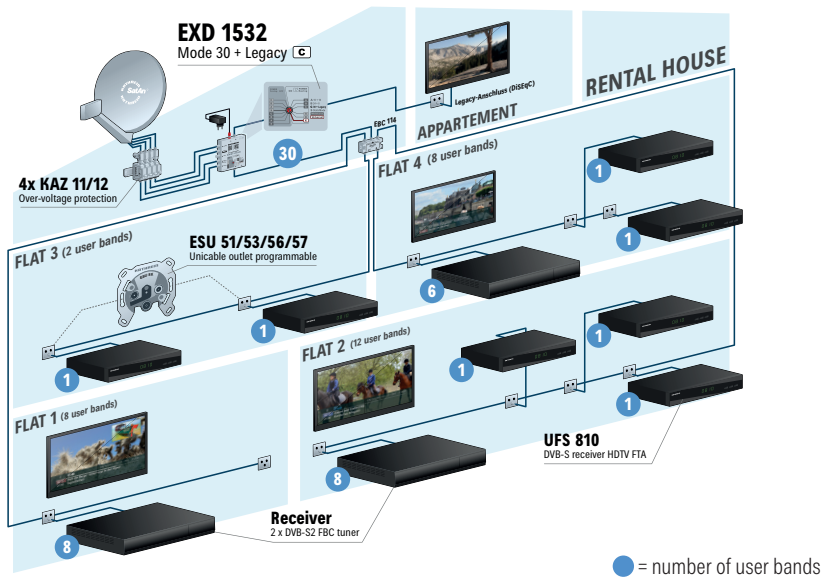 EXD 1532
Mode 30 + Legacy C
RENTAL HOUSE
Legacy-Anschluss (DiSEqC)
APPARTEMENT
EBC 114
30
4x KAZ 11/12
Over-voltage protection
FLAT 4 (8 user bands)
1
1
6
FLAT 3 (2 user bands)
ESU 51/53/56/57
Unicable outlet programmable
1
1
FLAT 2 (12 user bands)
1
1
1
8
FLAT 1 (8 user bands)
8
UFS 810
DVB-S receiver HDTV FTA
Receiver
2 x DVB-S2 FBC tuner
= number of user bands